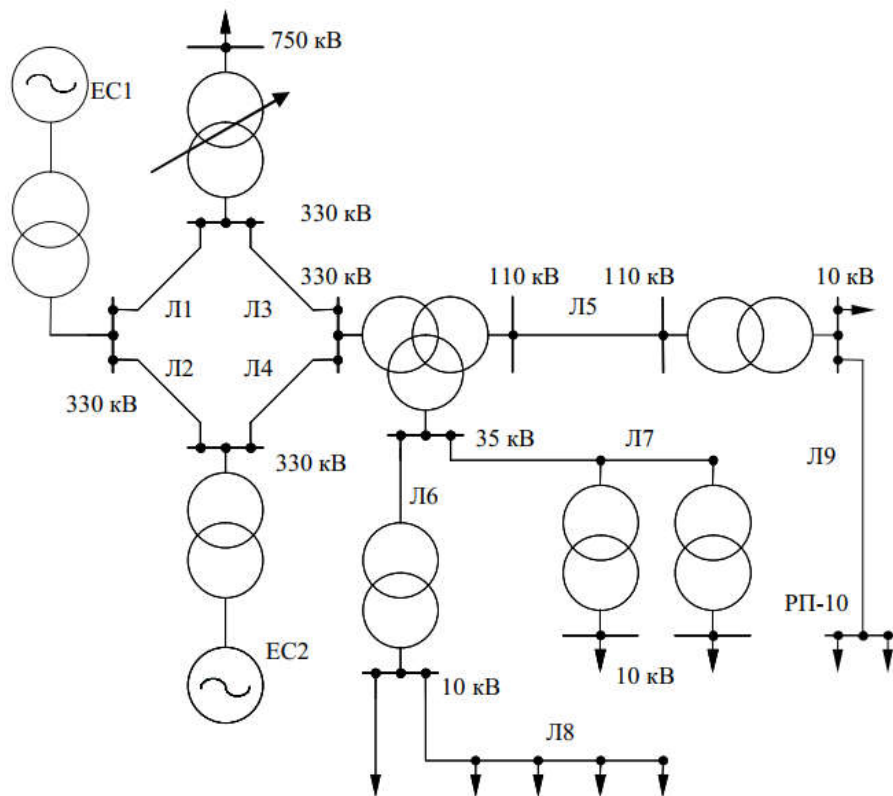 750 кВ
ЕС1
330 кВ
330 кВ
110 кВ
110 кВ
10 кВ
Л1
Л3
Л5
Л2
Л4
330 кВ
330 кВ
35 кВ
Л7
Л9
Л6
РП-10
ЕС2
10 кВ
10 кВ
Л8